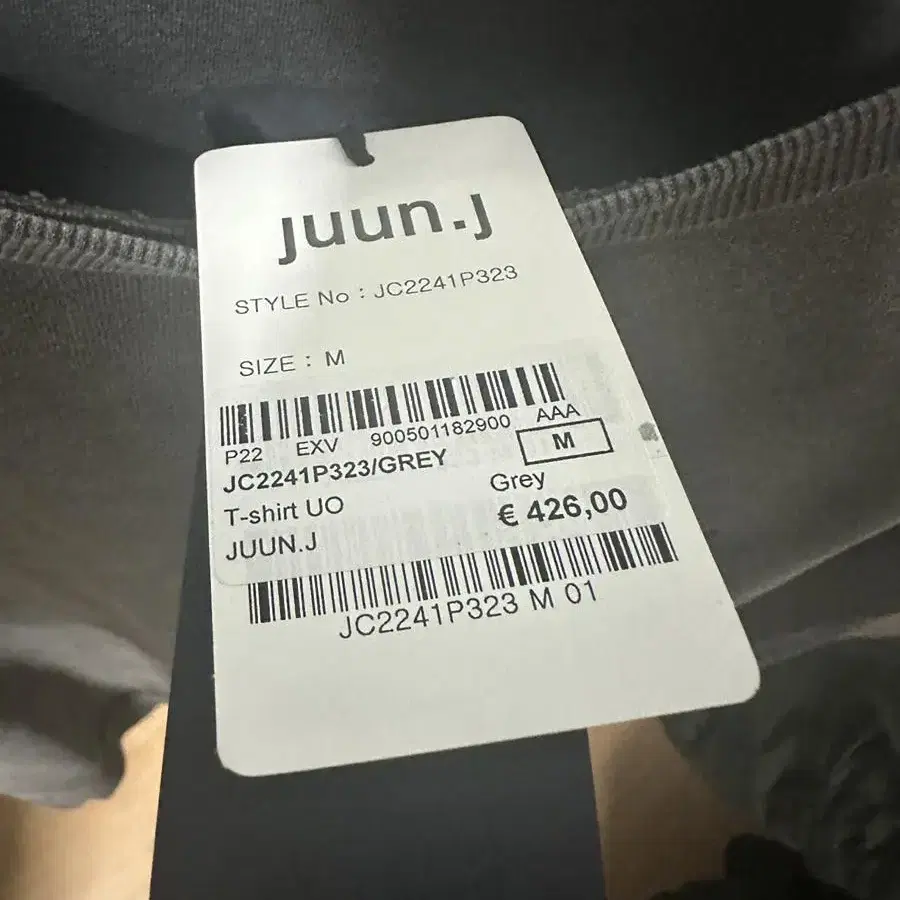 juun.j
STYLE No : JC2241P323
SIZE : M
P22 EXV 900501182900 AAA
JC2241P323/GREY M
T-shirt UO Grey
JUUN.J € 426,00
JC2241P323 M 01